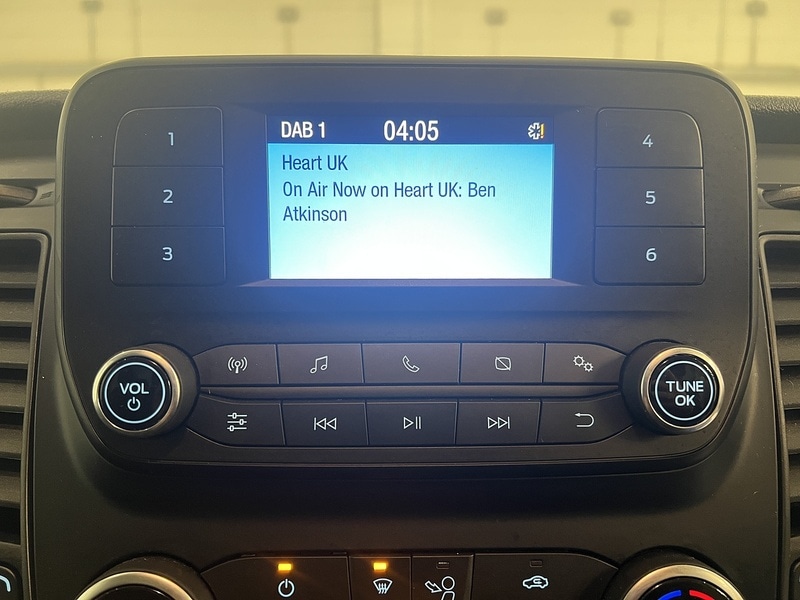 DAB 1 04:05
Heart UK
On Air Now on Heart UK: Ben
Atkinson
1
2
3
4
5
6
VOL
TUNE
OK